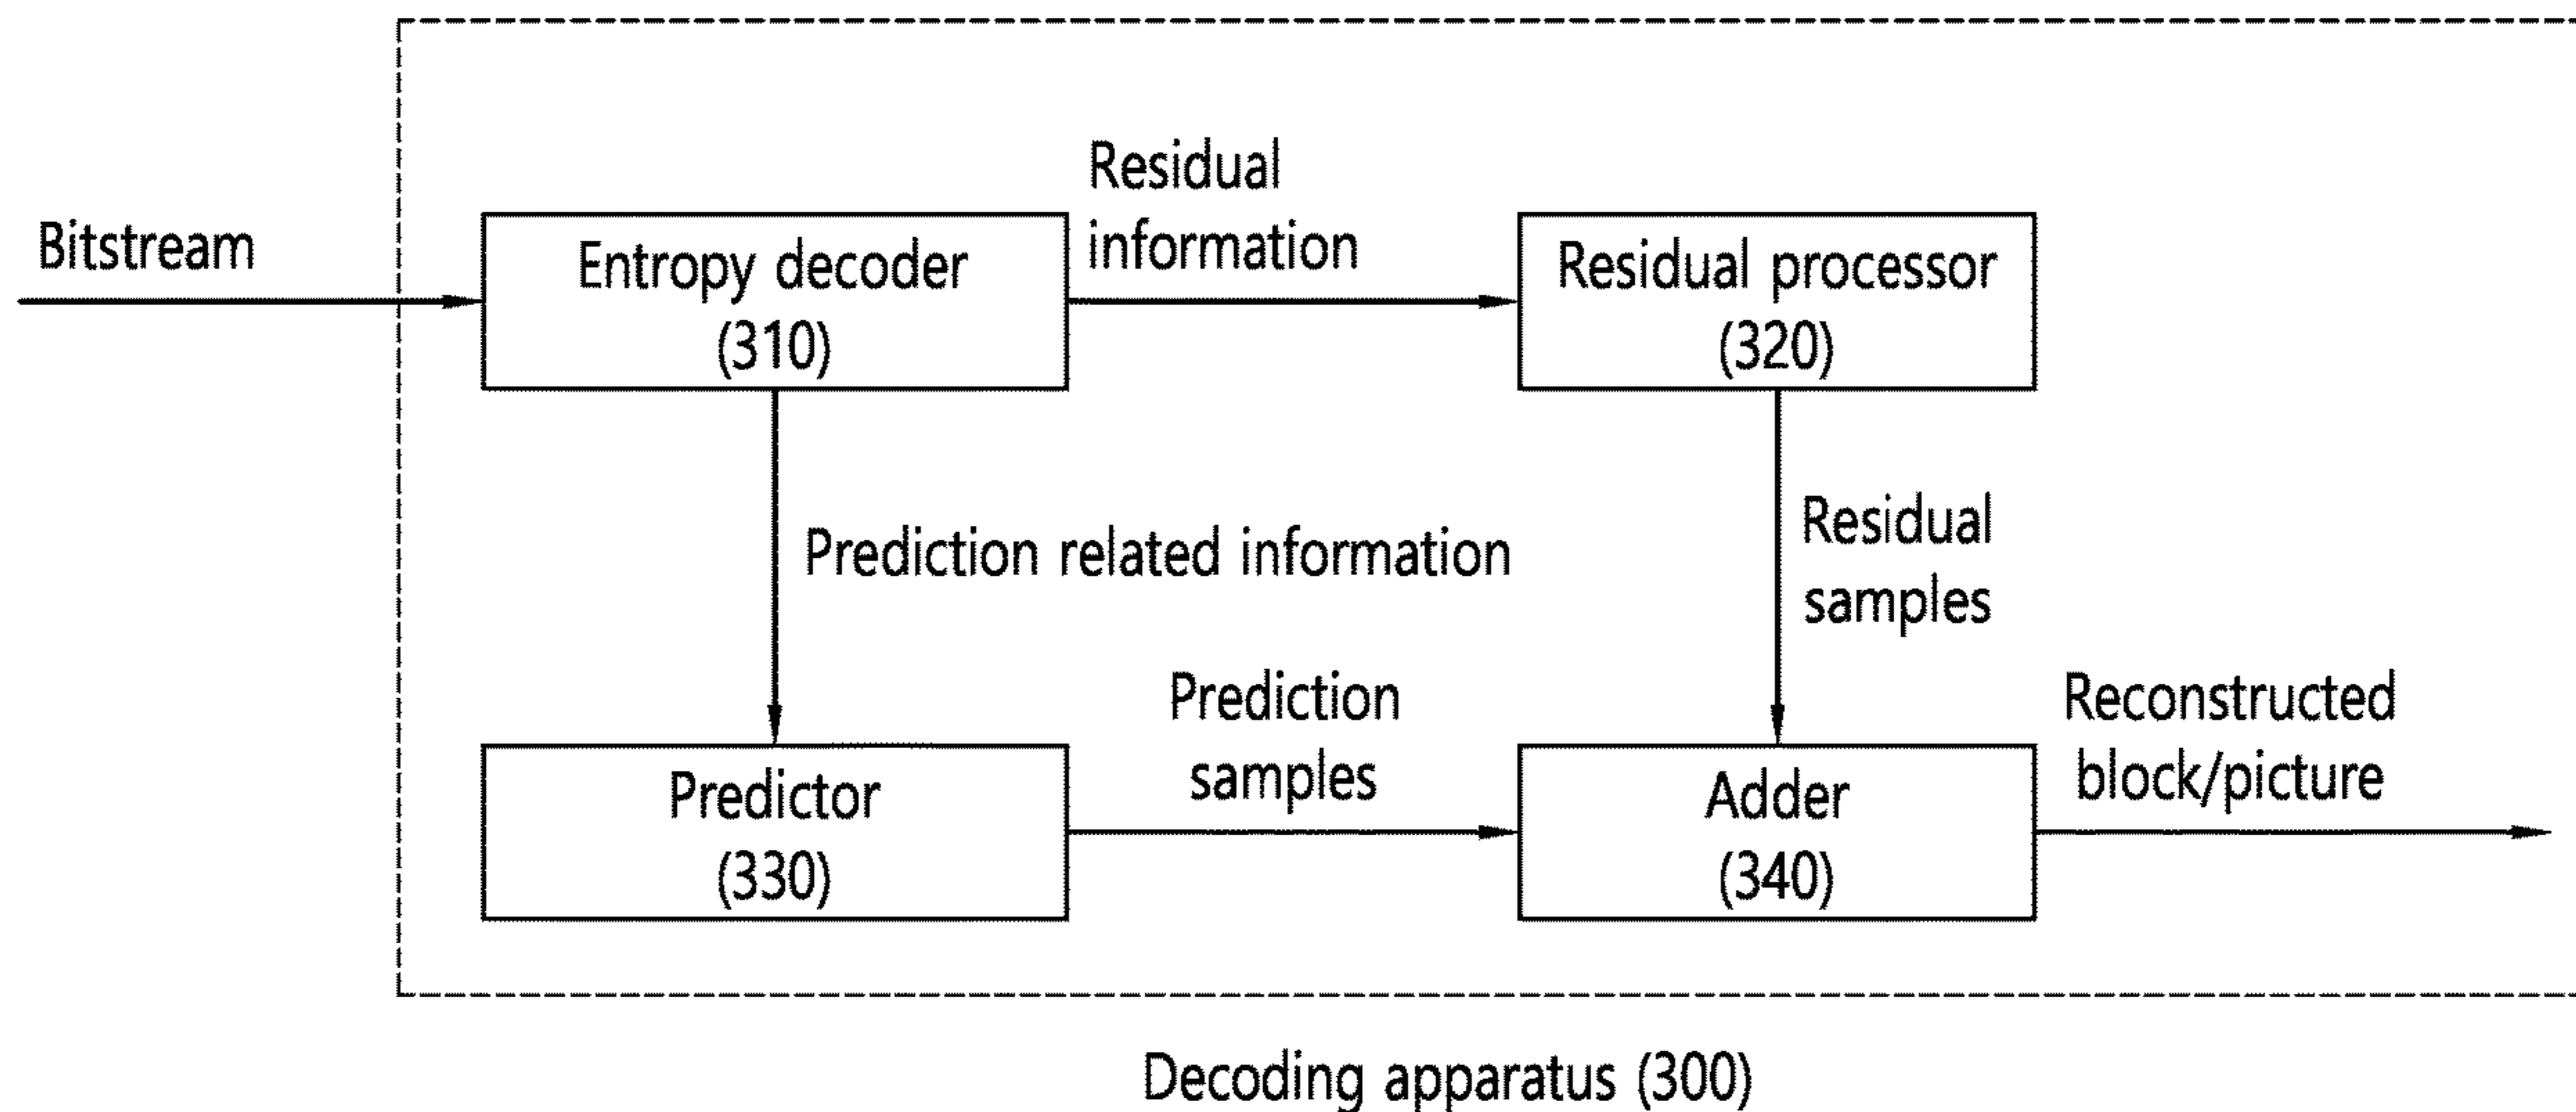 Bitstream
Entropy decoder
(310)
Residual
information
Residual processor
(320)
Prediction related information
Residual
samples
Predictor
(330)
Prediction
samples
Adder
(340)
Reconstructed
block/picture
Decoding apparatus (300)